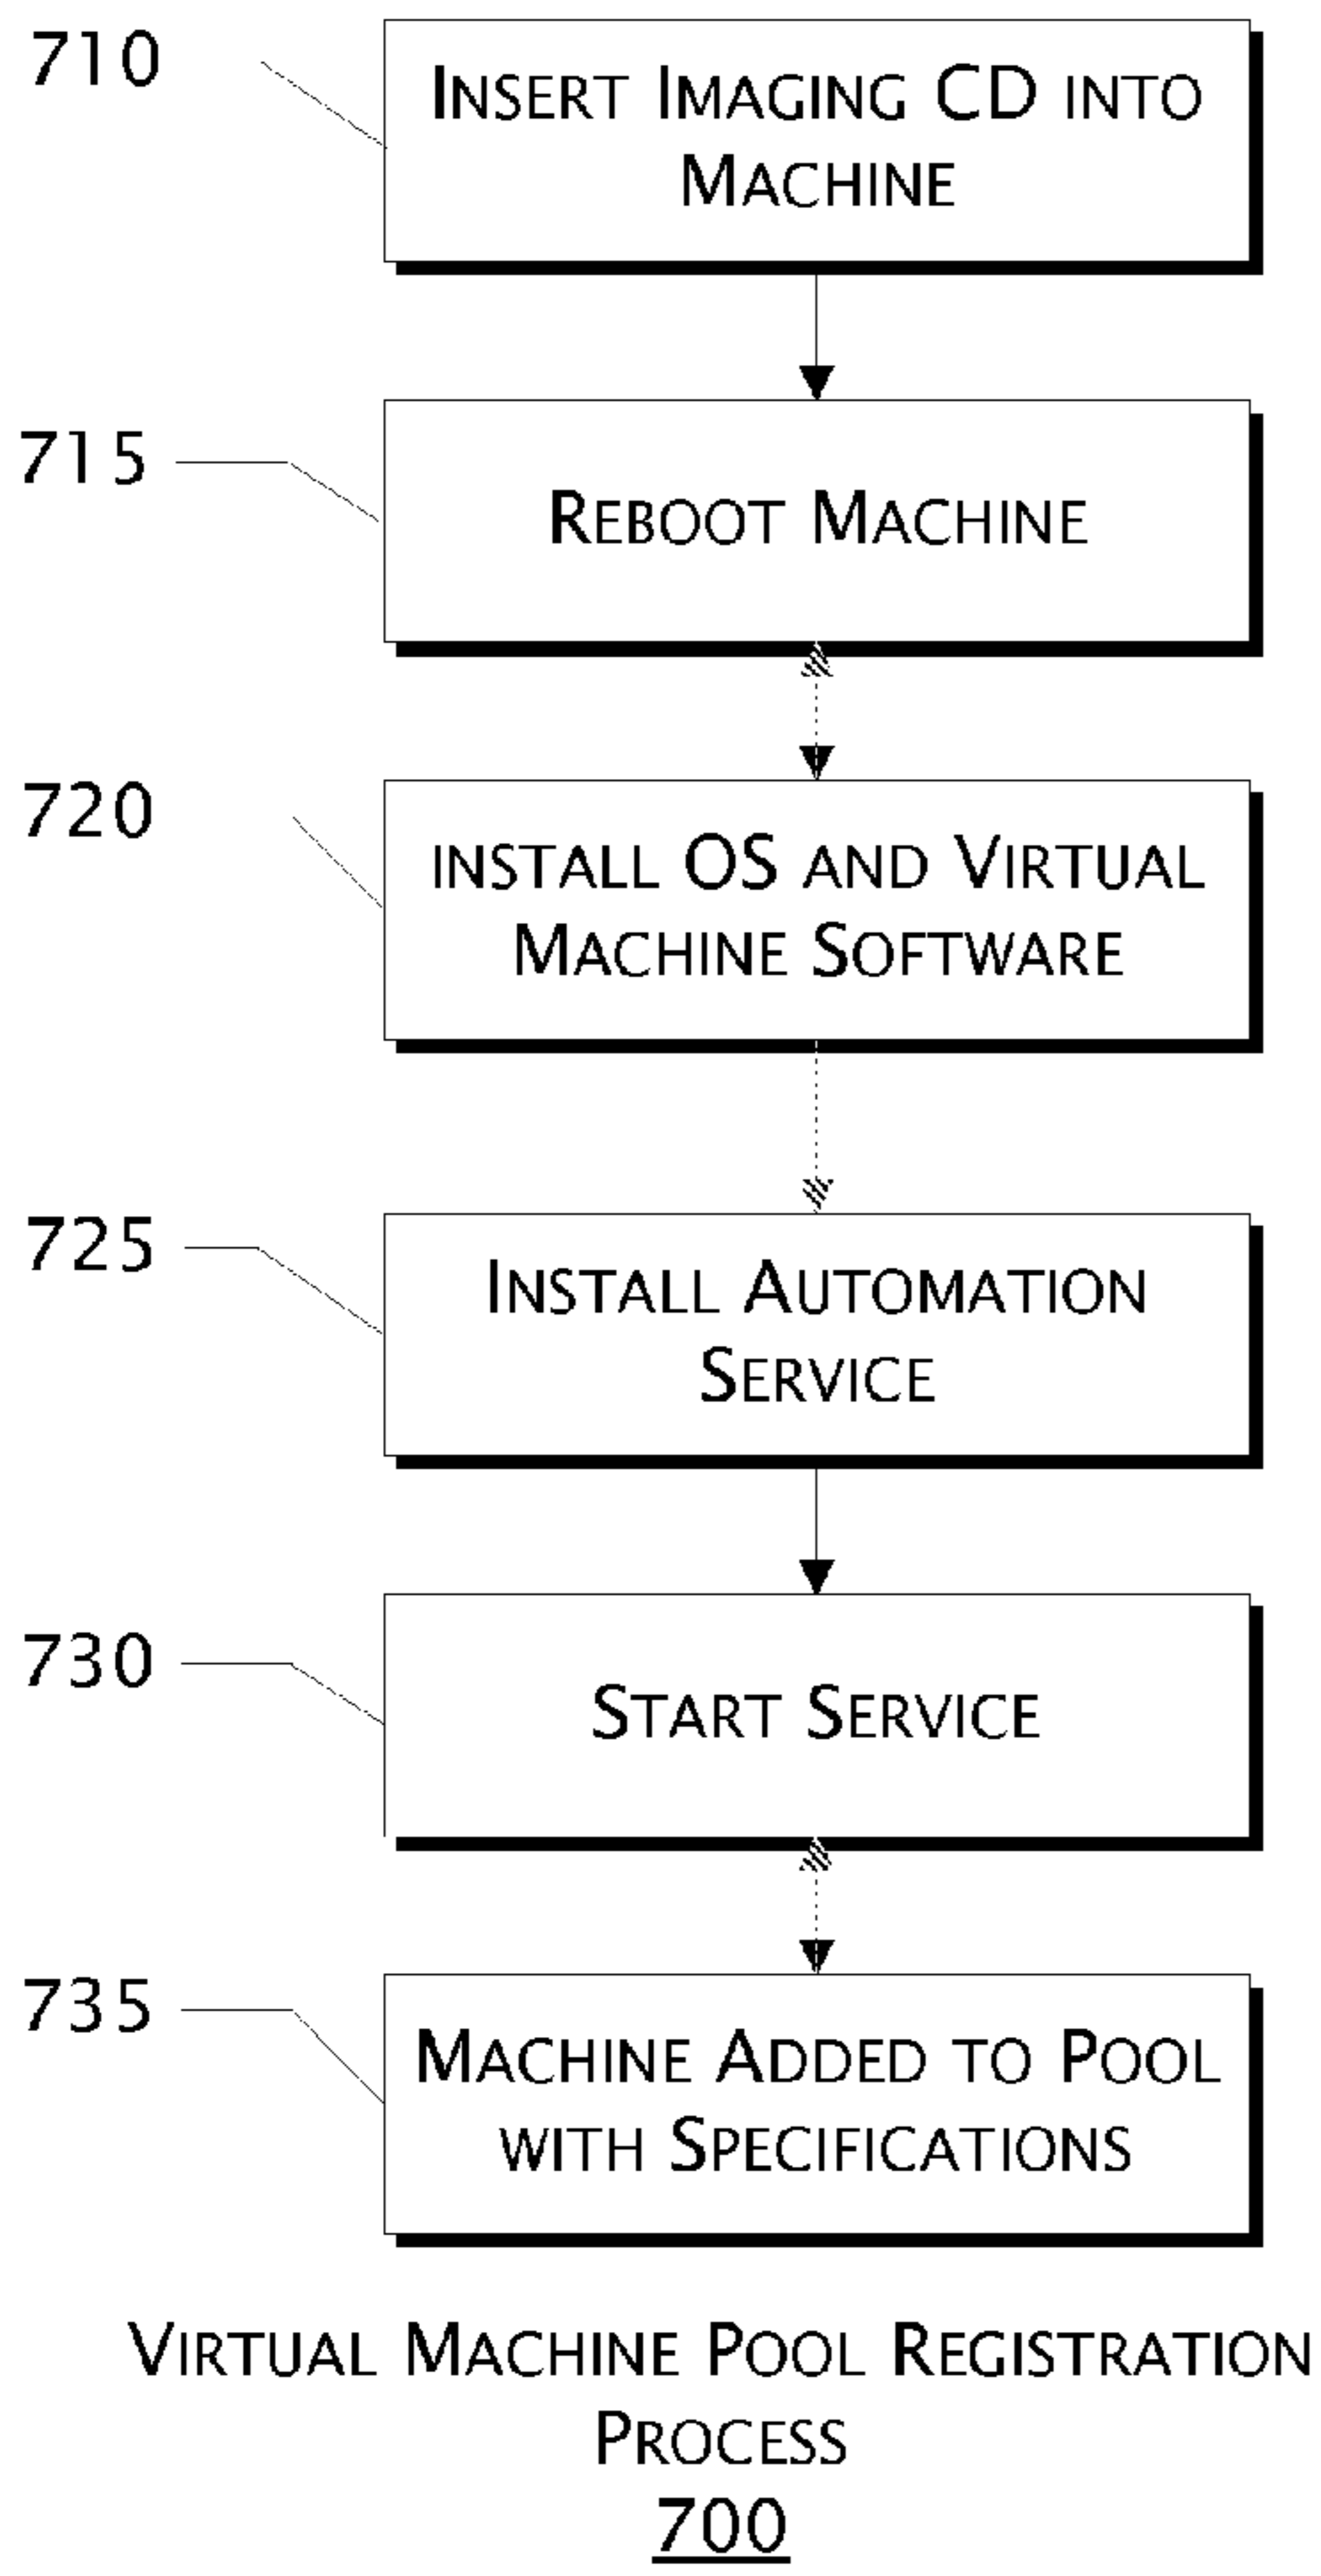 710
INSERT IMAGING CD INTO
MACHINE
715
REBOOT MACHINE
720
INSTALL OS AND VIRTUAL
MACHINE SOFTWARE
725
INSTALL AUTOMATION
SERVICE
730
START SERVICE
735
MACHINE ADDED TO POOL
WITH SPECIFICATIONS
VIRTUAL MACHINE POOL REGISTRATION
PROCESS
700